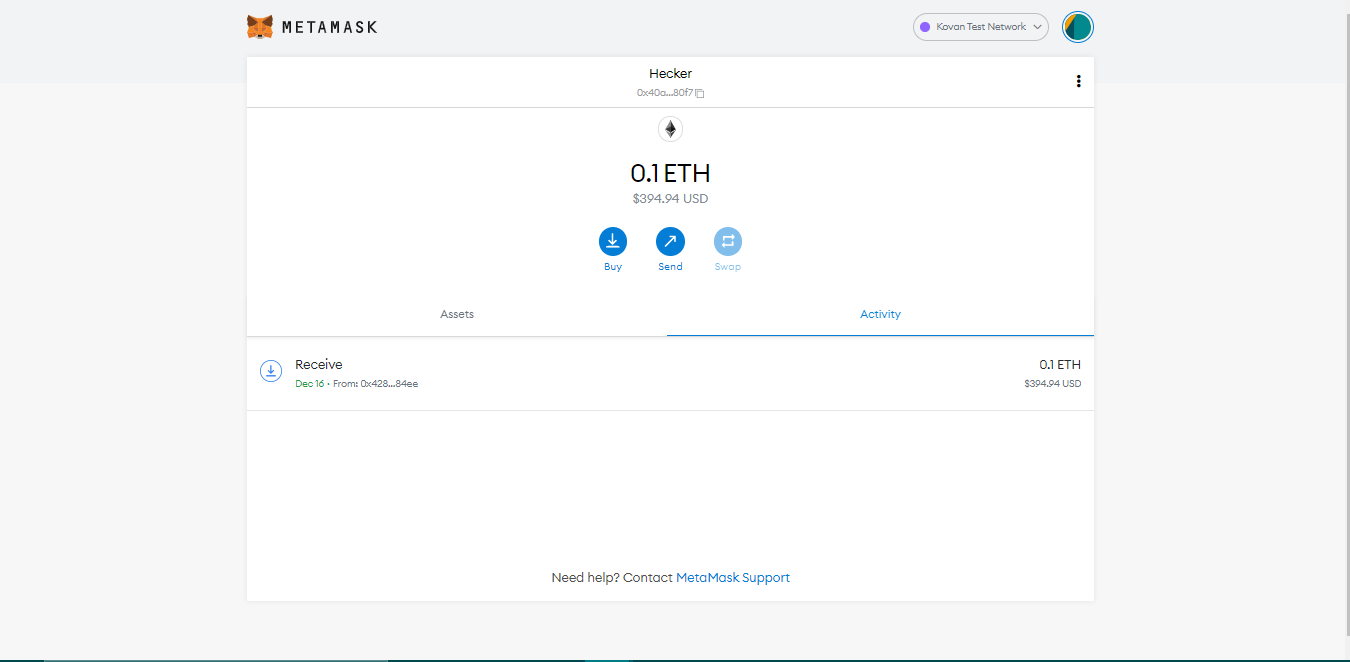 METAMASK
Kovan Test Network
Hecker
0x40a...80f7
0.1 ETH
$394.94 USD
Buy Send Swap
Assets Activity
Receive 0.1 ETH
Dec 16 · From: 0x428...84ee $394.94 USD
Need help? Contact MetaMask Support